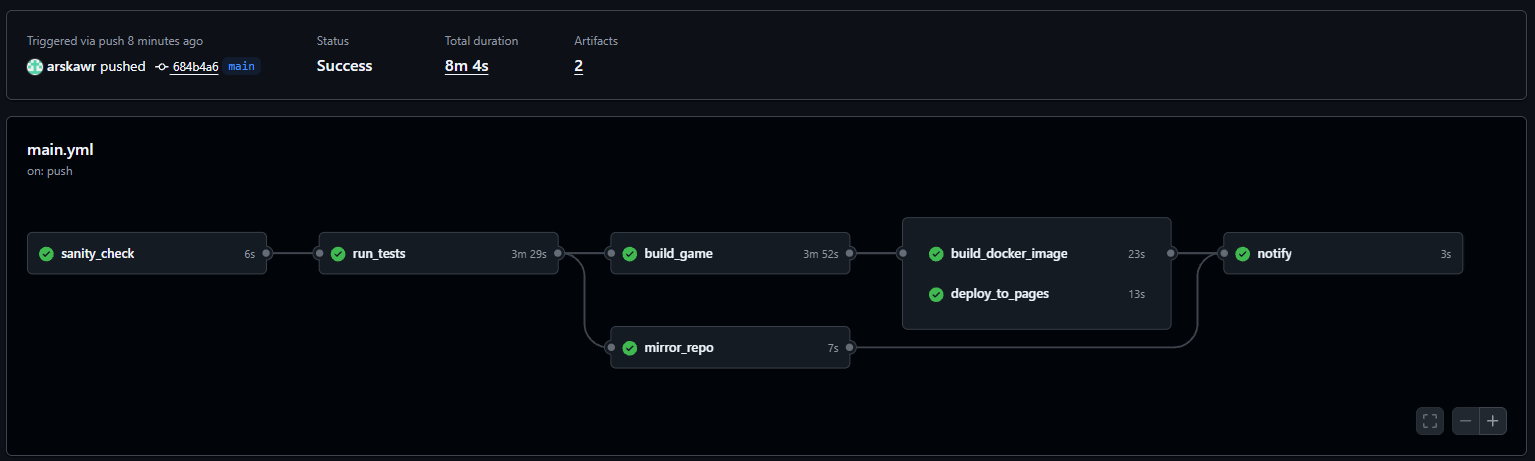 Triggered via push 8 minutes ago
arskawr pushed 684b4a6 main
Status
Success
Total duration
8m 4s
Artifacts
2
main.yml
on: push
sanity_check 6s
run_tests 3m 29s
build_game 3m 52s
build_docker_image 23s
deploy_to_pages 13s
notify 3s
mirror_repo 7s